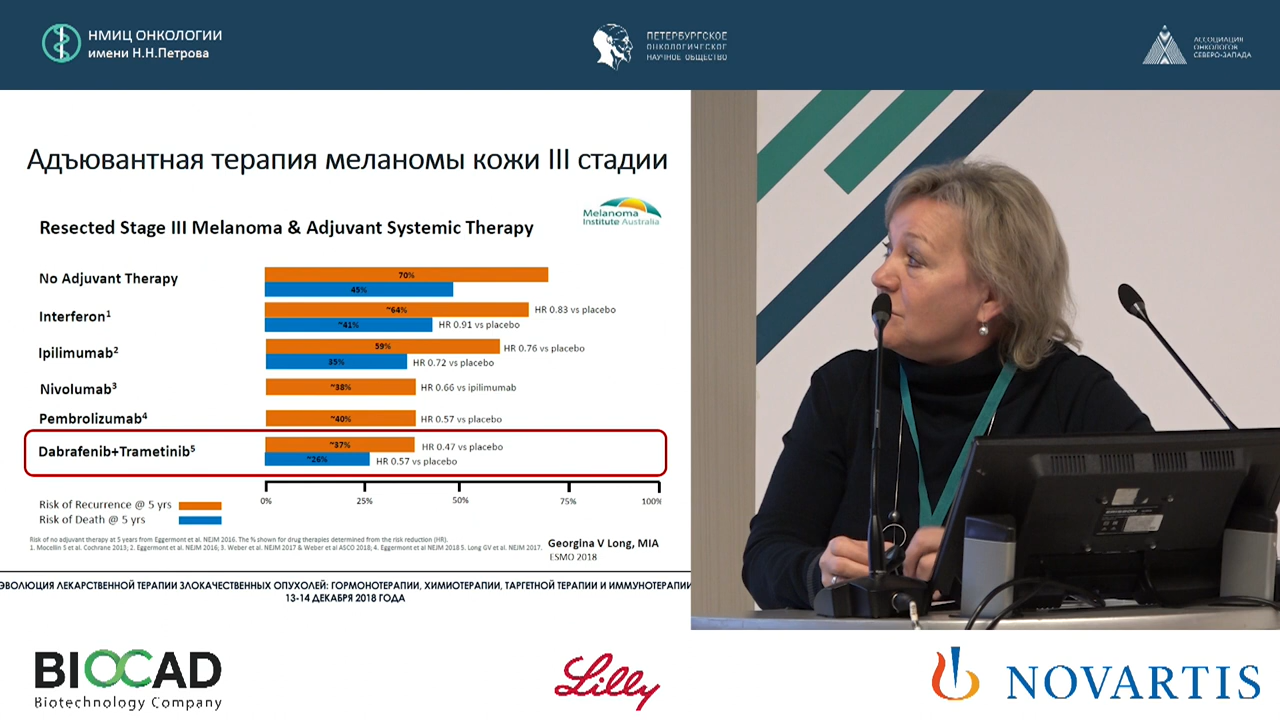 НМИЦ ОНКОЛОГИИ
имени Н.Н.Петрова
ПЕТЕРБУРГСКОЕ
ОНКОЛОГИЧЕСКОЕ
НАУЧНОЕ ОБЩЕСТВО
АССОЦИАЦИЯ
ОНКОЛОГОВ
СЕВЕРО-ЗАПАДА
Адъювантная терапия меланомы кожи III стадии
Melanoma
Institute Australia
Resected Stage III Melanoma & Adjuvant Systemic Therapy
No Adjuvant Therapy
70%
45%
Interferon¹
~64%
HR 0.83 vs placebo
~41%
HR 0.91 vs placebo
Ipilimumab²
59%
HR 0.76 vs placebo
35%
HR 0.72 vs placebo
Nivolumab³
~38%
HR 0.66 vs ipilimumab
Pembrolizumab⁴
~40%
HR 0.57 vs placebo
Dabrafenib+Trametinib⁵
~37%
HR 0.47 vs placebo
~26%
HR 0.57 vs placebo
0% 25% 50% 75% 100%
Risk of Recurrence @ 5 yrs
Risk of Death @ 5 yrs
Risk of no adjuvant therapy at 5 years from Eggermont et al. NEJM 2016. The % shown for drug therapies determined from the risk reduction (HR).
1. Mocellin S et al. Cochrane 2013; 2. Eggermont et al. NEJM 2016; 3. Weber et al. NEJM 2017 & Weber et al ASCO 2018; 4. Eggermont et al NEJM 2018 5. Long GV et al. NEJM 2017.
Georgina V Long, MIA
ESMO 2018
ЭВОЛЮЦИЯ ЛЕКАРСТВЕННОЙ ТЕРАПИИ ЗЛОКАЧЕСТВЕННЫХ ОПУХОЛЕЙ: ГОРМОНОТЕРАПИИ, ХИМИОТЕРАПИИ, ТАРГЕТНОЙ ТЕРАПИИ И ИММУНОТЕРАПИИ
13-14 ДЕКАБРЯ 2018 ГОДА
BIOCAD
Biotechnology Company
Lilly
NOVARTIS